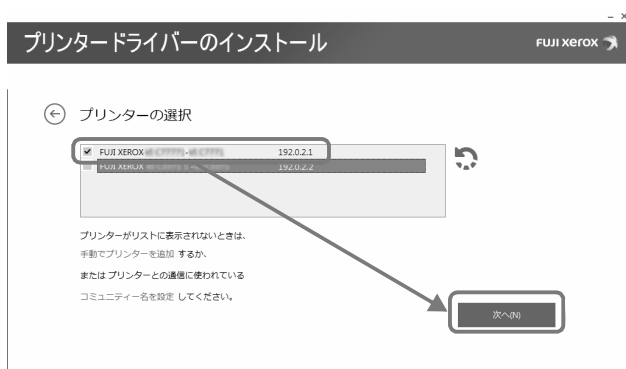 プリンタードライバーのインストール
FUJI xerox
プリンターの選択
FUJI XEROX 192.0.2.1
FUJI XEROX 192.0.2.2
プリンターがリストに表示されないときは、
手動でプリンターを追加 するか、
または プリンターとの通信に使われている
コミュニティー名を設定 してください。
次へ(N)